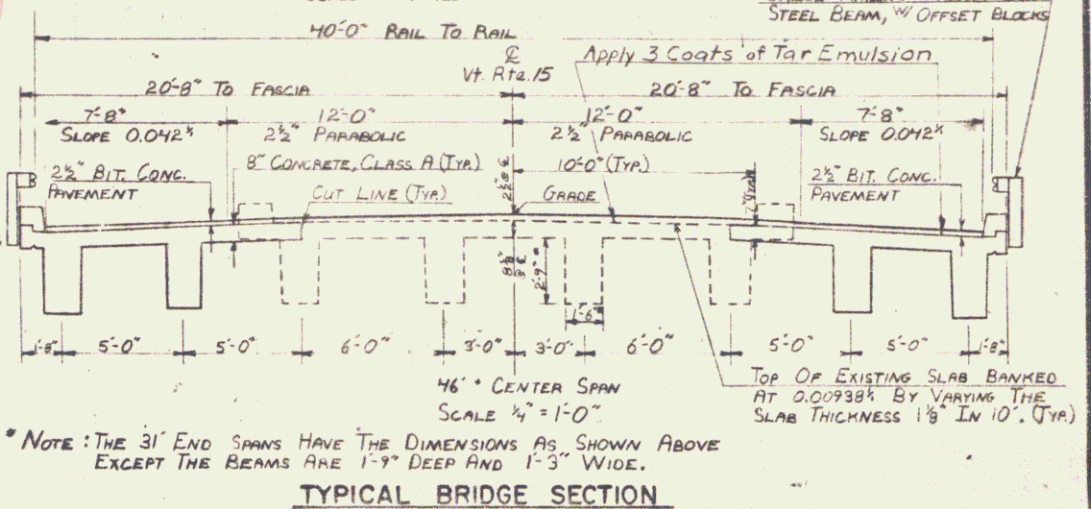 STEEL BEAM, W/ OFFSET BLOCKS
40'-0" RAIL TO RAIL
℄
Vt. Rte. 15
Apply 3 Coats of Tar Emulsion
20'-8" TO FASCIA
20'-8" TO FASCIA
7'-8"
12'-0"
12'-0"
7'-8"
SLOPE 0.042%
2½" PARABOLIC
2½" PARABOLIC
SLOPE 0.042%
2½" BIT. CONC.
PAVEMENT
8" CONCRETE, CLASS A (TYP.)
10'-0" (TYP.)
2½" BIT. CONC.
PAVEMENT
CUT LINE (TYP.)
GRADE
2'-9" *
1'-6"
1'-8"
5'-0"
5'-0"
6'-0"
3'-0"
3'-0"
6'-0"
5'-0"
5'-0"
1'-8"
46' * CENTER SPAN
SCALE ¼" = 1'-0"
TOP OF EXISTING SLAB BANKED
AT 0.00938% BY VARYING THE
SLAB THICKNESS 1⅛" IN 10'. (TYP.)
* NOTE: THE 31' END SPANS HAVE THE DIMENSIONS AS SHOWN ABOVE
EXCEPT THE BEAMS ARE 1'-9" DEEP AND 1'-3" WIDE.
TYPICAL BRIDGE SECTION